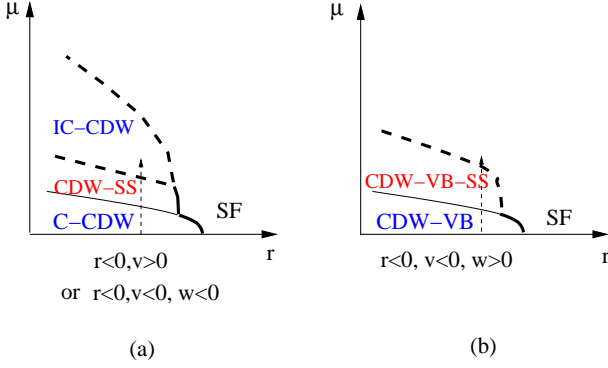 μ
IC−CDW
CDW−SS
C−CDW
SF
r
r<0,v>0
or r<0,v<0, w<0
(a)
μ
CDW−VB−SS
CDW−VB
SF
r
r<0, v<0, w>0
(b)